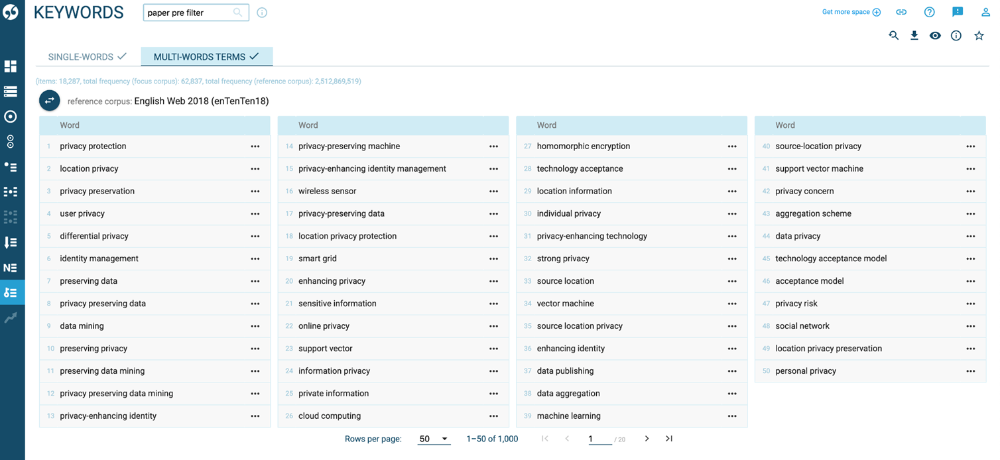 KEYWORDS
paper pre filter
Get more space
SINGLE-WORDS
MULTI-WORDS TERMS
(items: 18,287, total frequency (focus corpus): 62,837, total frequency (reference corpus): 2,512,869,519)
reference corpus: English Web 2018 (enTenTen18)
Word
1 privacy protection
2 location privacy
3 privacy preservation
4 user privacy
5 differential privacy
6 identity management
7 preserving data
8 privacy preserving data
9 data mining
10 preserving privacy
11 preserving data mining
12 privacy preserving data mining
13 privacy-enhancing identity
Word
14 privacy-preserving machine
15 privacy-enhancing identity management
16 wireless sensor
17 privacy-preserving data
18 location privacy protection
19 smart grid
20 enhancing privacy
21 sensitive information
22 online privacy
23 support vector
24 information privacy
25 private information
26 cloud computing
Word
27 homomorphic encryption
28 technology acceptance
29 location information
30 individual privacy
31 privacy-enhancing technology
32 strong privacy
33 source location
34 vector machine
35 source location privacy
36 enhancing identity
37 data publishing
38 data aggregation
39 machine learning
Word
40 source-location privacy
41 support vector machine
42 privacy concern
43 aggregation scheme
44 data privacy
45 technology acceptance model
46 acceptance model
47 privacy risk
48 social network
49 location privacy preservation
50 personal privacy
Rows per page: 50 1–50 of 1,000 1 / 20